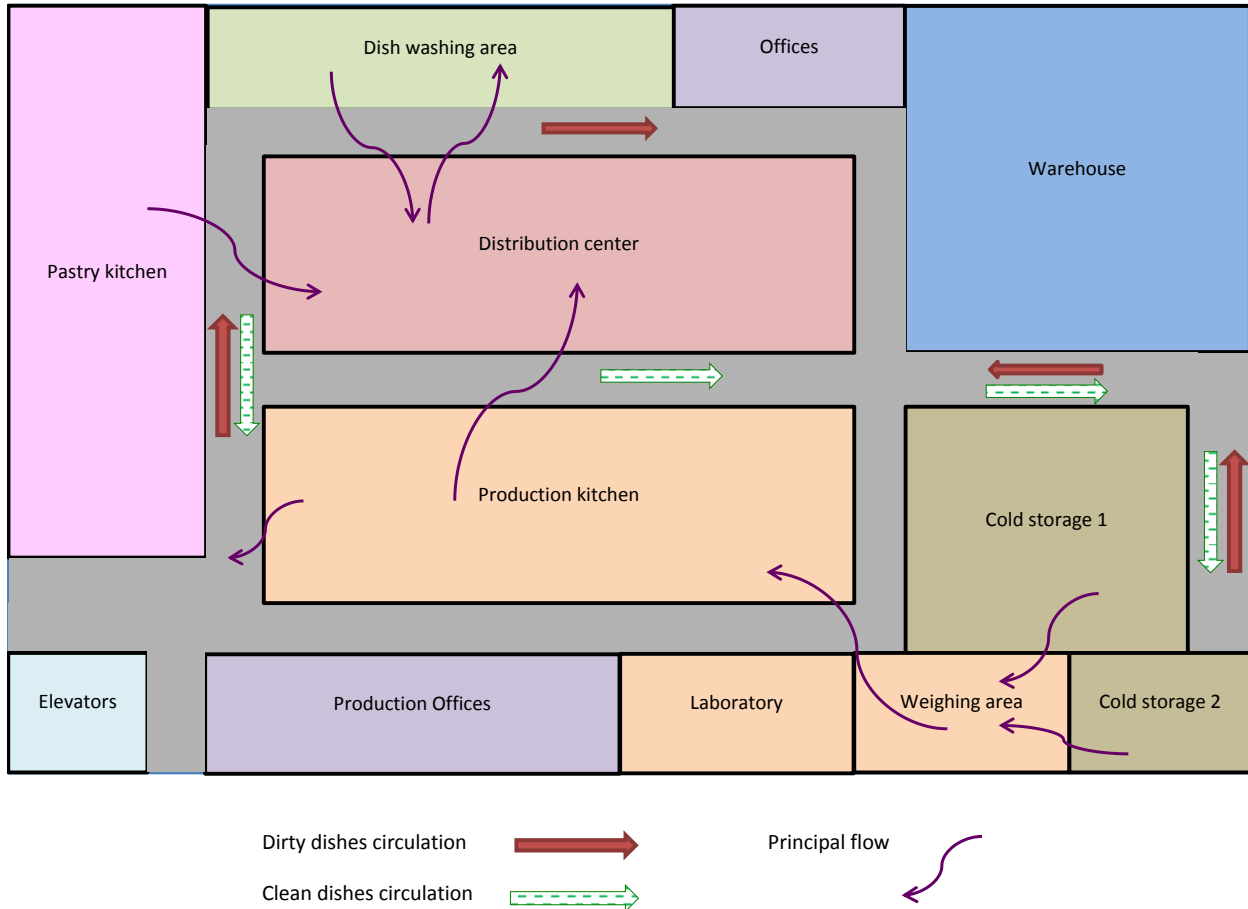 Dish washing area
Offices
Warehouse
Distribution center
Pastry kitchen
Production kitchen
Cold storage 1
Elevators
Production Offices
Laboratory
Weighing area
Cold storage 2
Dirty dishes circulation
Principal flow
Clean dishes circulation